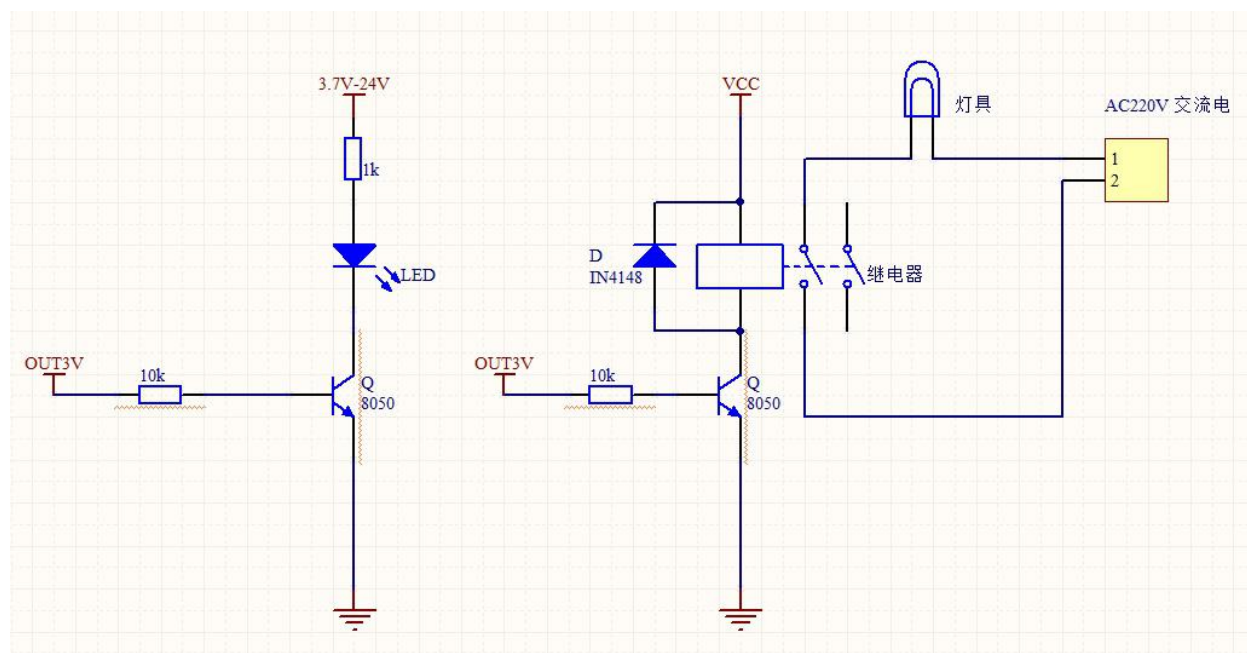 3.7V-24V
1k
LED
OUT3V
10k
Q
8050
VCC
D
IN4148
继电器
OUT3V
10k
Q
8050
灯具
AC220V 交流电
1
2